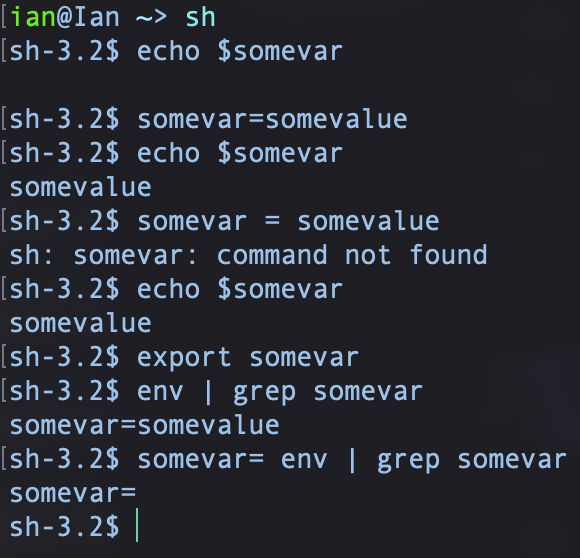 [ian@Ian ~> sh
[sh-3.2$ echo $somevar

[sh-3.2$ somevar=somevalue
[sh-3.2$ echo $somevar
somevalue
[sh-3.2$ somevar = somevalue
sh: somevar: command not found
[sh-3.2$ echo $somevar
somevalue
[sh-3.2$ export somevar
[sh-3.2$ env | grep somevar
somevar=somevalue
[sh-3.2$ somevar= env | grep somevar
somevar=
sh-3.2$